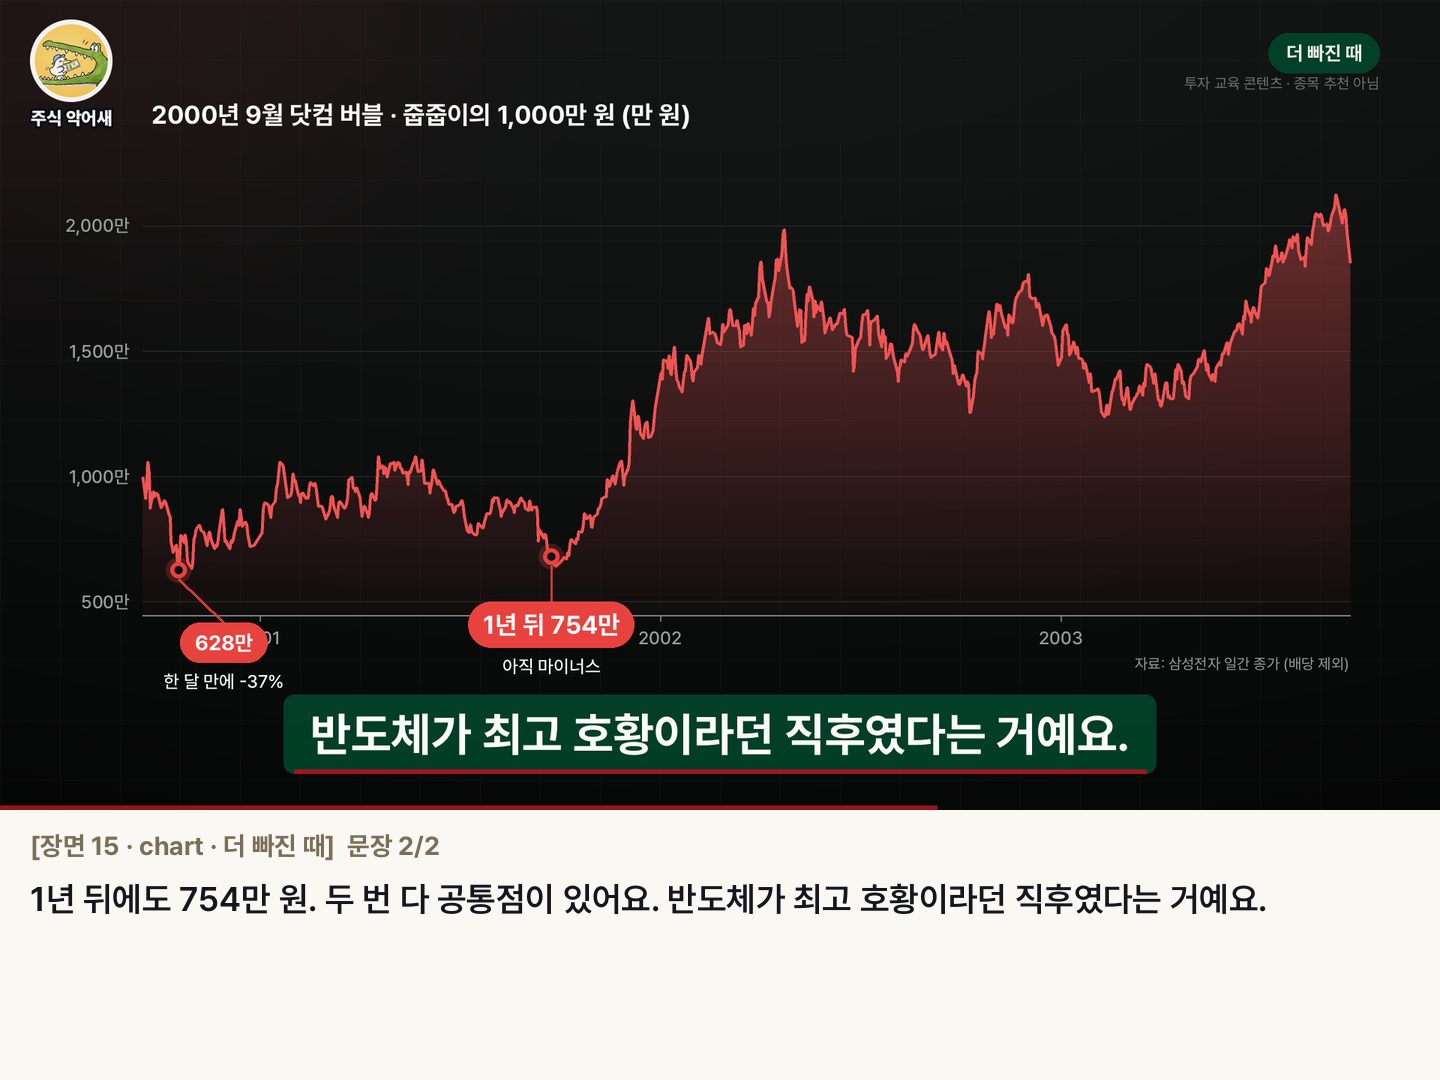 주식 악어새
더 빠진 때
투자 교육 콘텐츠 · 종목 추천 아님
2000년 9월 닷컴 버블 · 줍줍이의 1,000만 원 (만 원)
2,000만
1,500만
1,000만
500만
01
2002
2003
628만
한 달 만에 -37%
1년 뒤 754만
아직 마이너스
자료: 삼성전자 일간 종가 (배당 제외)
반도체가 최고 호황이라던 직후였다는 거예요.
[장면 15 · chart · 더 빠진 때] 문장 2/2
1년 뒤에도 754만 원. 두 번 다 공통점이 있어요. 반도체가 최고 호황이라던 직후였다는 거예요.